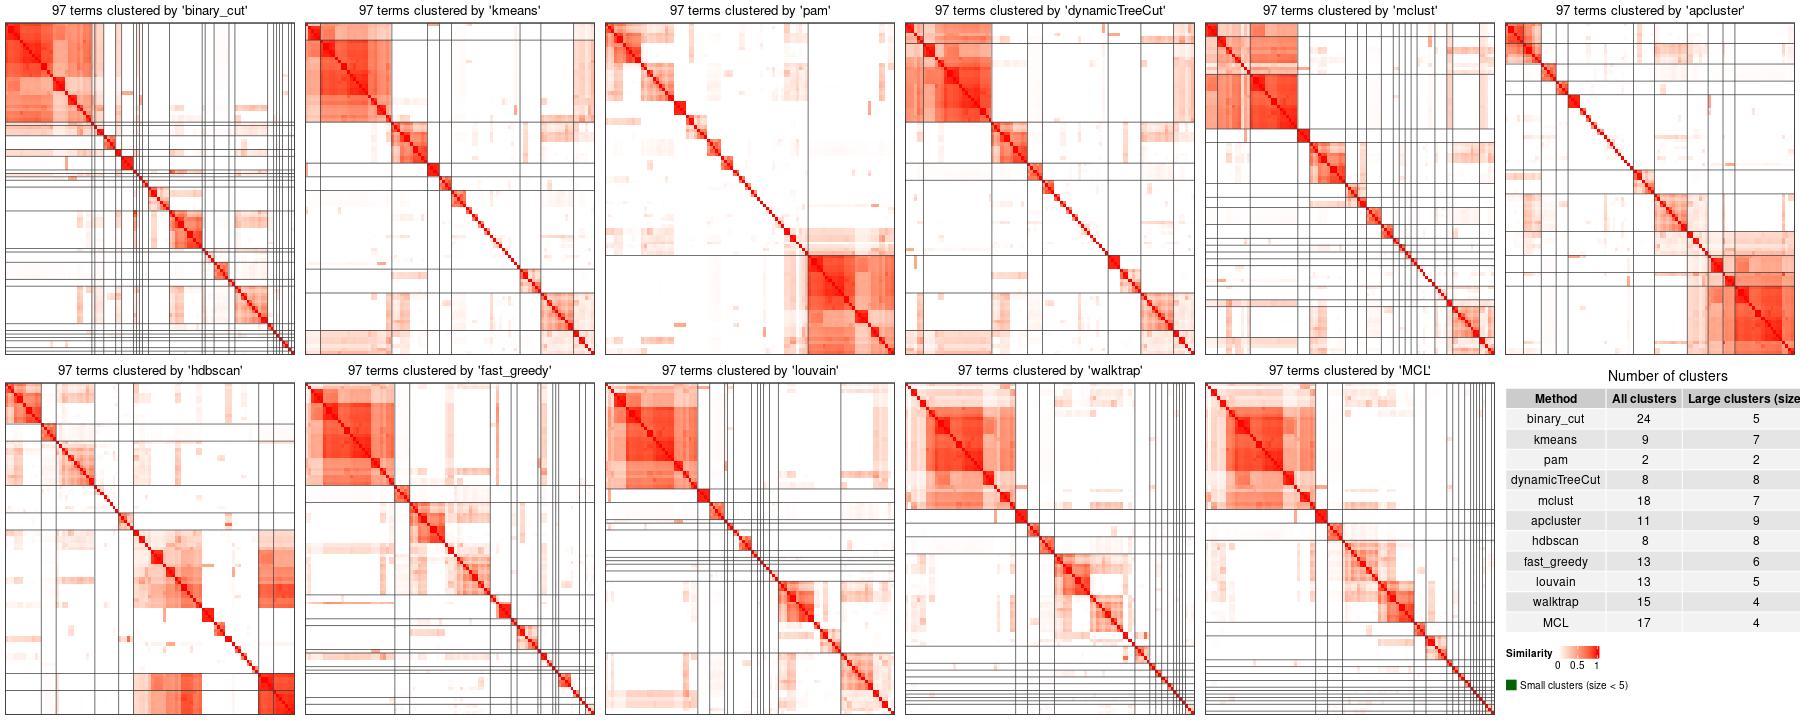 97 terms clustered by 'binary_cut'
97 terms clustered by 'kmeans'
97 terms clustered by 'pam'
97 terms clustered by 'dynamicTreeCut'
97 terms clustered by 'mclust'
97 terms clustered by 'apcluster'
97 terms clustered by 'hdbscan'
97 terms clustered by 'fast_greedy'
97 terms clustered by 'louvain'
97 terms clustered by 'walktrap'
97 terms clustered by 'MCL'
Number of clusters
Method All clusters Large clusters (size
binary_cut 24 5
kmeans 9 7
pam 2 2
dynamicTreeCut 8 8
mclust 18 7
apcluster 11 9
hdbscan 8 8
fast_greedy 13 6
louvain 13 5
walktrap 15 4
MCL 17 4
Similarity
0 0.5 1
Small clusters (size < 5)